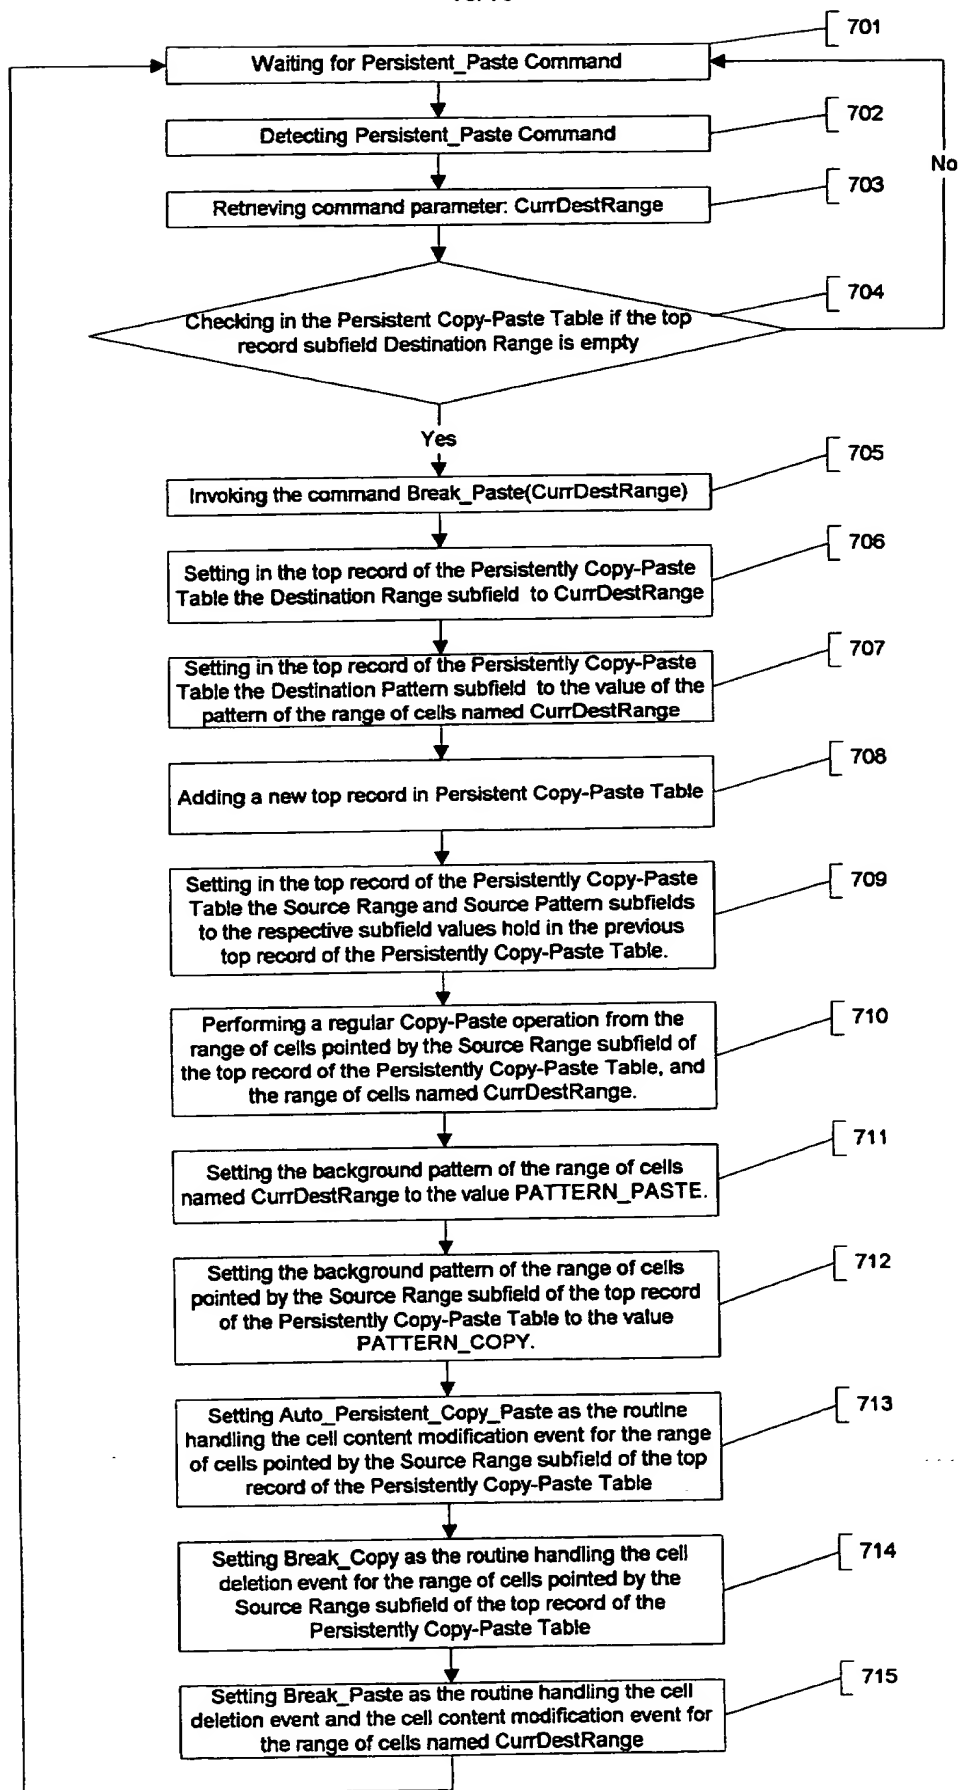 701
Waiting for Persistent_Paste Command
702
Detecting Persistent_Paste Command
No
703
Retrieving command parameter: CurrDestRange
704
Checking in the Persistent Copy-Paste Table if the top
record subfield Destination Range is empty
Yes
705
Invoking the command Break_Paste(CurrDestRange)
706
Setting in the top record of the Persistently Copy-Paste
Table the Destination Range subfield to CurrDestRange
707
Setting in the top record of the Persistently Copy-Paste
Table the Destination Pattern subfield to the value of the
pattern of the range of cells named CurrDestRange
708
Adding a new top record in Persistent Copy-Paste Table
709
Setting in the top record of the Persistently Copy-Paste
Table the Source Range and Source Pattern subfields
to the respective subfield values hold in the previous
top record of the Persistently Copy-Paste Table.
710
Performing a regular Copy-Paste operation from the
range of cells pointed by the Source Range subfield of
the top record of the Persistently Copy-Paste Table, and
the range of cells named CurrDestRange.
711
Setting the background pattern of the range of cells
named CurrDestRange to the value PATTERN_PASTE.
712
Setting the background pattern of the range of cells
pointed by the Source Range subfield of the top record
of the Persistently Copy-Paste Table to the value
PATTERN_COPY.
713
Setting Auto_Persistent_Copy_Paste as the routine
handling the cell content modification event for the range
of cells pointed by the Source Range subfield of the top
record of the Persistently Copy-Paste Table
714
Setting Break_Copy as the routine handling the cell
deletion event for the range of cells pointed by the
Source Range subfield of the top record of the
Persistently Copy-Paste Table
715
Setting Break_Paste as the routine handling the cell
deletion event and the cell content modification event for
the range of cells named CurrDestRange